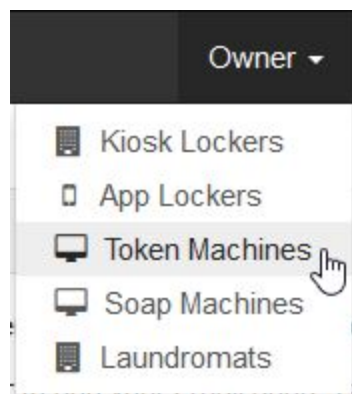 Owner
Kiosk Lockers
App Lockers
Token Machines
Soap Machines
Laundromats